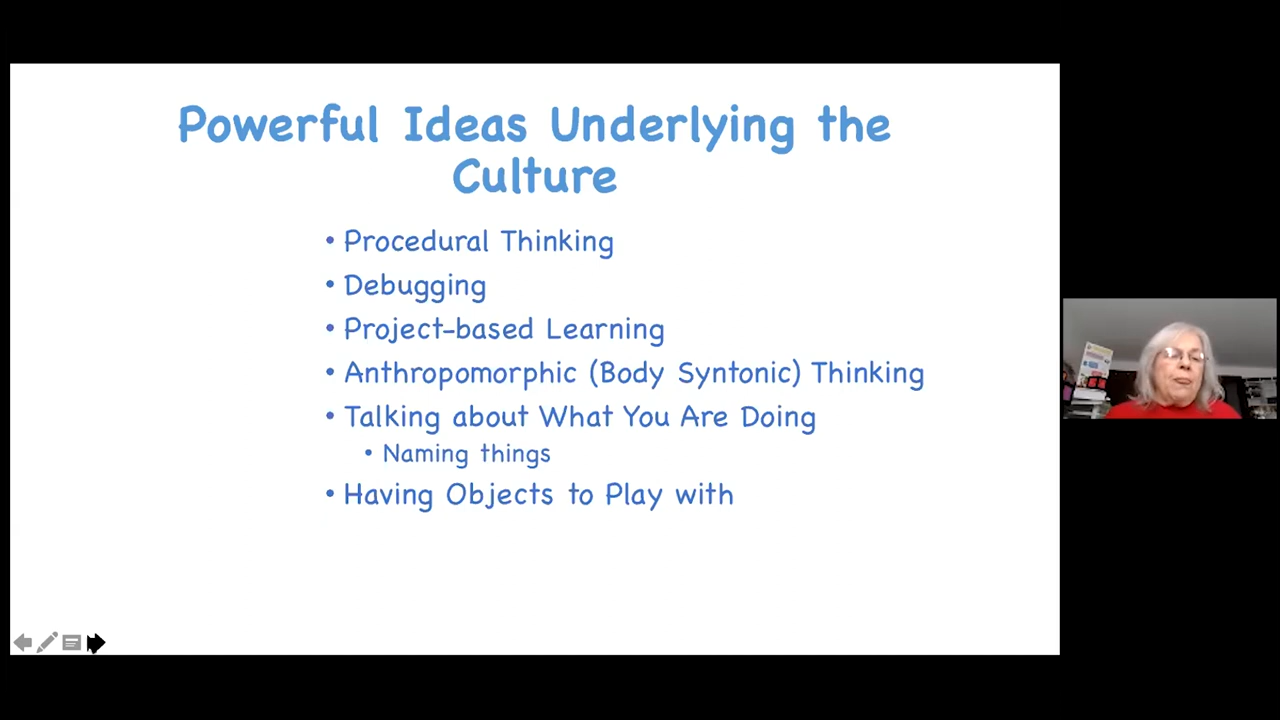 Powerful Ideas Underlying the
Culture
• Procedural Thinking
• Debugging
• Project-based Learning
• Anthropomorphic (Body Syntonic) Thinking
• Talking about What You Are Doing
• Naming things
• Having Objects to Play with